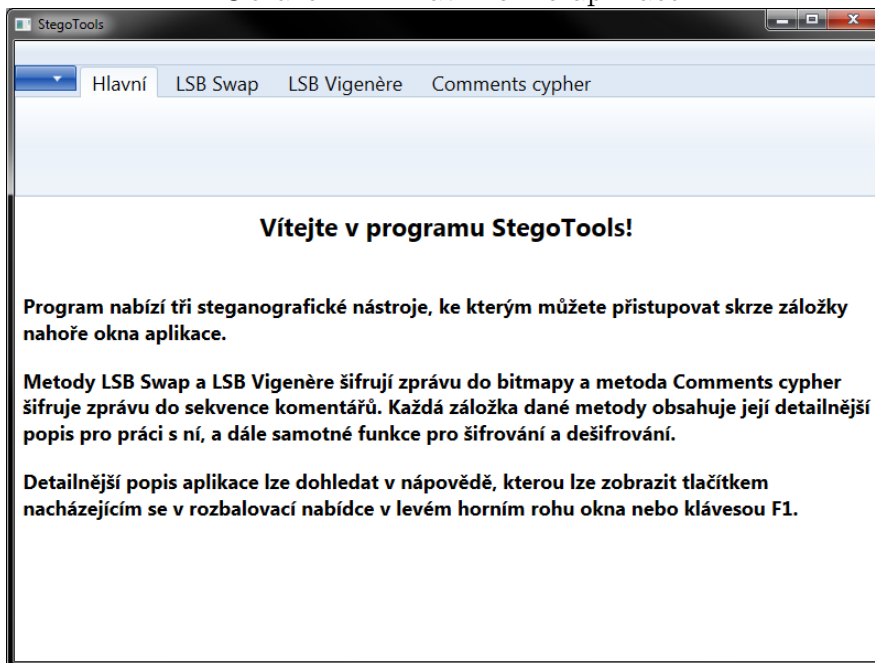 StegoTools
Hlavní LSB Swap LSB Vigenère Comments cypher
Vítejte v programu StegoTools!
Program nabízí tři steganografické nástroje, ke kterým můžete přistupovat skrze záložky
nahoře okna aplikace.
Metody LSB Swap a LSB Vigenère šifrují zprávu do bitmapy a metoda Comments cypher
šifruje zprávu do sekvence komentářů. Každá záložka dané metody obsahuje její detailnější
popis pro práci s ní, a dále samotné funkce pro šifrování a dešifrování.
Detailnější popis aplikace lze dohledat v nápovědě, kterou lze zobrazit tlačítkem
nacházejícím se v rozbalovací nabídce v levém horním rohu okna nebo klávesou F1.